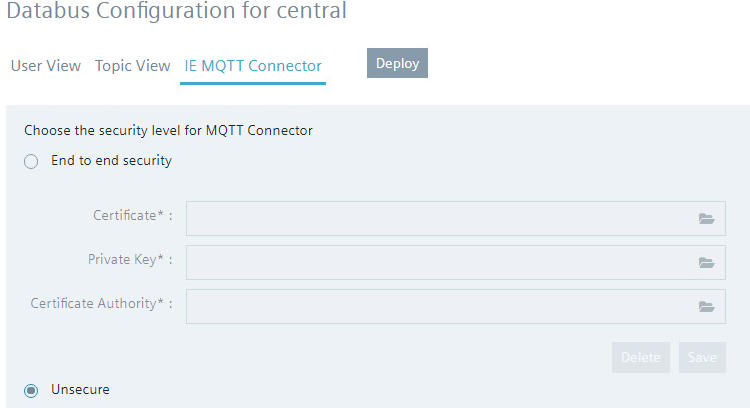 Databus Configuration for central
User View Topic View IE MQTT Connector Deploy
Choose the security level for MQTT Connector
End to end security
Certificate* :
Private Key* :
Certificate Authority* :
Delete Save
Unsecure